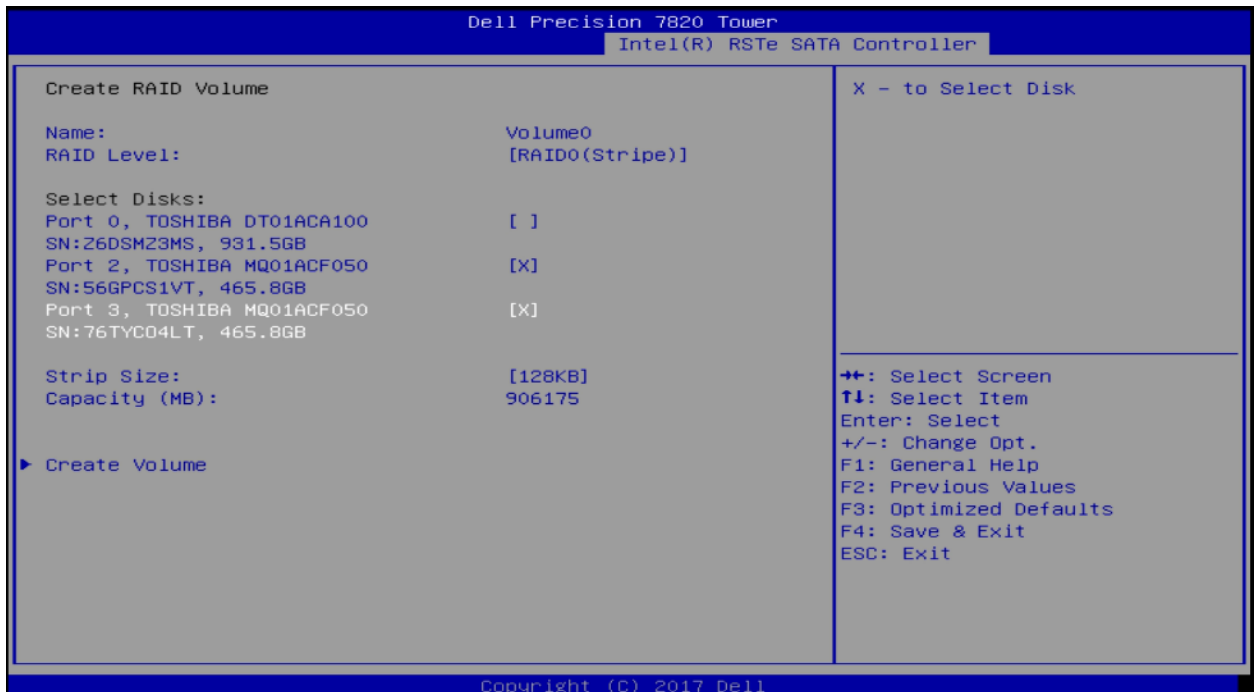 Dell Precision 7820 Tower
Intel(R) RSTe SATA Controller
Create RAID Volume
Name: Volume0
RAID Level: [RAID0(Stripe)]
Select Disks:
Port 0, TOSHIBA DT01ACA100 [ ]
SN:Z6DSMZ3MS, 931.5GB
Port 2, TOSHIBA MQ01ACF050 [X]
SN:56GPCS1VT, 465.8GB
Port 3, TOSHIBA MQ01ACF050 [X]
SN:76TYC04LT, 465.8GB
Strip Size: [128KB]
Capacity (MB): 906175
▶ Create Volume
X - to Select Disk
→←: Select Screen
↑↓: Select Item
Enter: Select
+/-: Change Opt.
F1: General Help
F2: Previous Values
F3: Optimized Defaults
F4: Save & Exit
ESC: Exit
Copyright (C) 2017 Dell